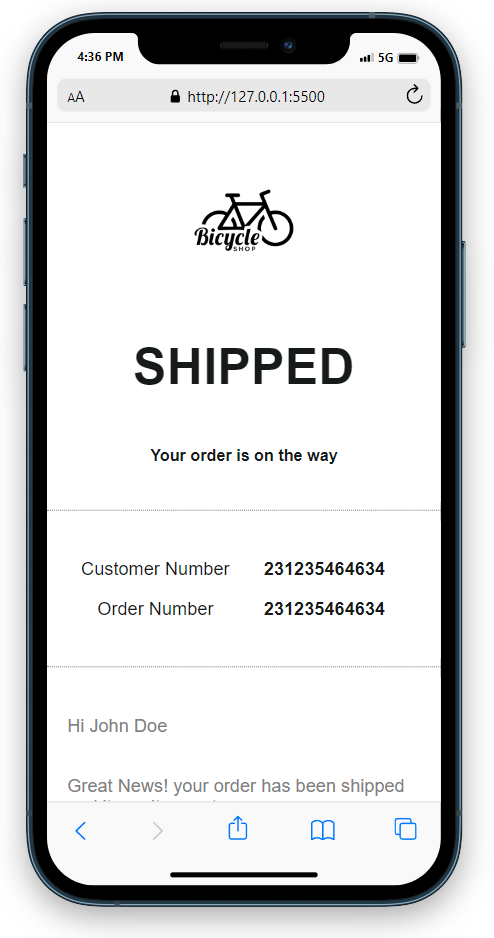 4:36 PM
5G
AA
http://127.0.0.1:5500
Bicycle
SHOP
SHIPPED
Your order is on the way
Customer Number 231235464634
Order Number 231235464634
Hi John Doe
Great News! your order has been shipped